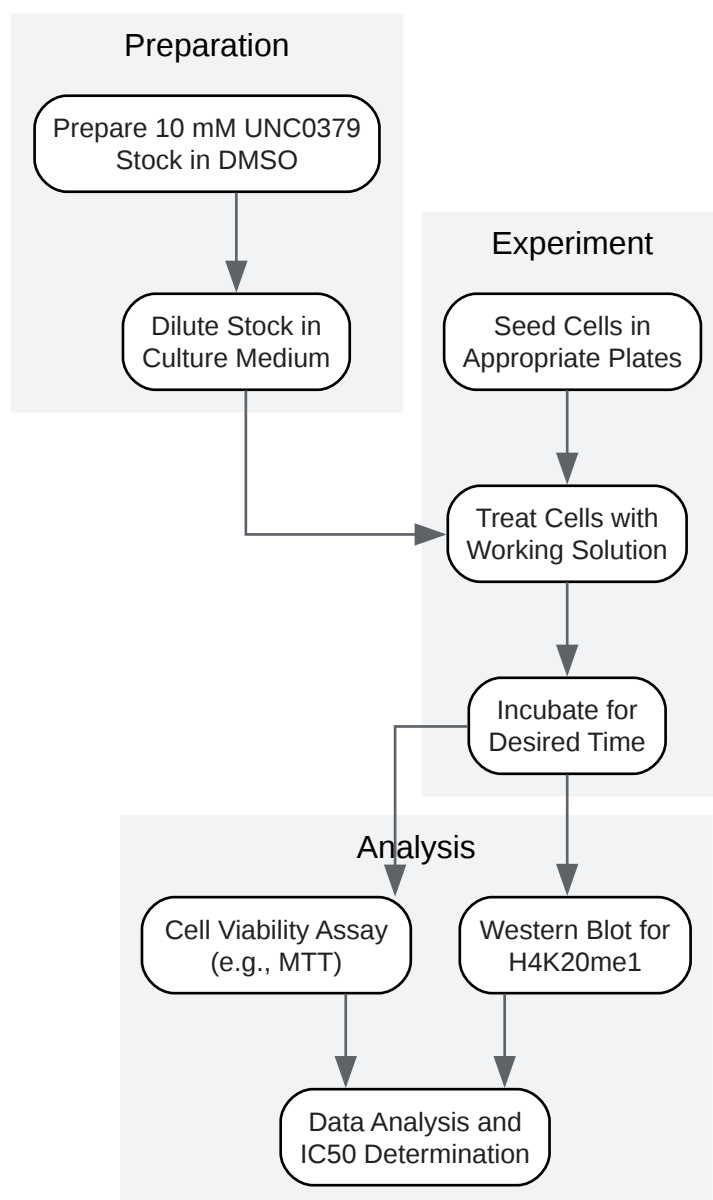 Preparation
Prepare 10 mM UNC0379
Stock in DMSO
Dilute Stock in
Culture Medium
Experiment
Seed Cells in
Appropriate Plates
Treat Cells with
Working Solution
Incubate for
Desired Time
Analysis
Cell Viability Assay
(e.g., MTT)
Western Blot for
H4K20me1
Data Analysis and
IC50 Determination